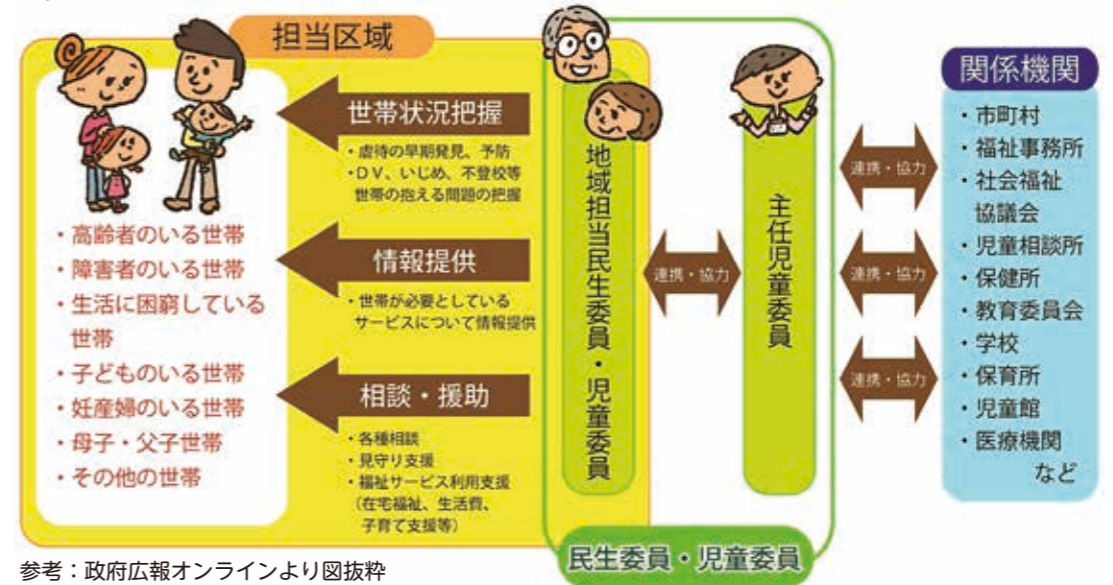 担当区域
世帯状況把握
・虐待の早期発見、予防
・DV、いじめ、不登校等
世帯の抱える問題の把握
情報提供
・世帯が必要としている
サービスについて情報提供
相談・援助
・各種相談
・見守り支援
・福祉サービス利用支援
(在宅福祉、生活費、
子育て支援等)
・高齢者のいる世帯
・障害者のいる世帯
・生活に困窮している
世帯
・子どものいる世帯
・妊産婦のいる世帯
・母子・父子世帯
・その他の世帯
地域担当民生委員・児童委員
連携・協力
主任児童委員
民生委員・児童委員
連携・協力
連携・協力
連携・協力
関係機関
・市町村
・福祉事務所
・社会福祉
協議会
・児童相談所
・保健所
・教育委員会
・学校
・保育所
・児童館
・医療機関
など
参考:政府広報オンラインより図抜粋